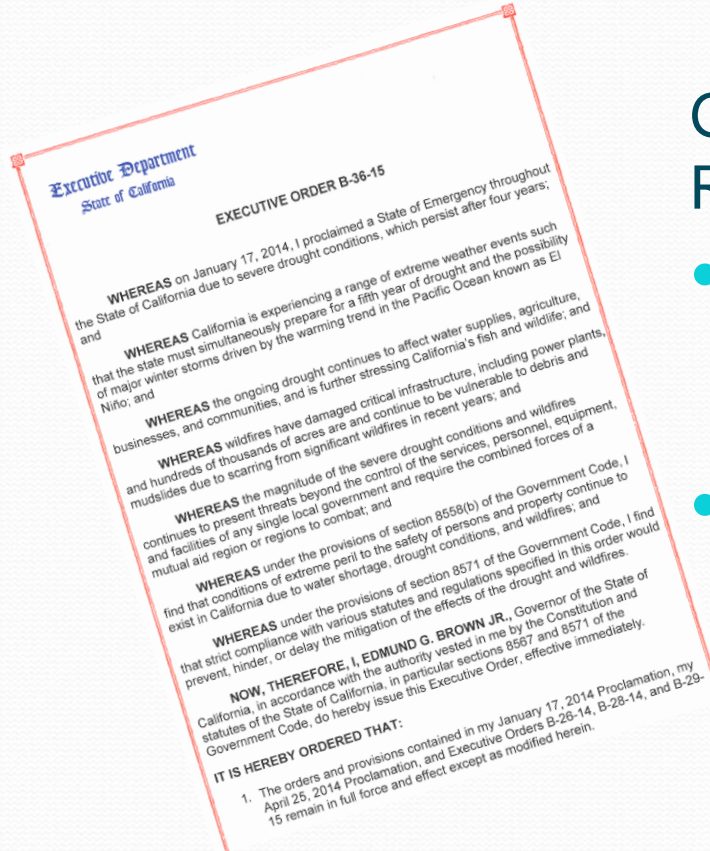 Executive Department
State of California
EXECUTIVE ORDER B-36-15
WHEREAS on January 17, 2014, I proclaimed a State of Emergency throughout
the State of California due to severe drought conditions, which persist after four years;
and
WHEREAS California is experiencing a range of extreme weather events such
that the state must simultaneously prepare for a fifth year of drought and the possibility
of major winter storms driven by the warming trend in the Pacific Ocean known as El
Niño; and
WHEREAS the ongoing drought continues to affect water supplies, agriculture,
businesses, and communities, and is further stressing California's fish and wildlife; and
WHEREAS wildfires have damaged critical infrastructure, including power plants,
and hundreds of thousands of acres are and continue to be vulnerable to debris and
mudslides due to scarring from significant wildfires in recent years; and
WHEREAS the magnitude of the severe drought conditions and wildfires
continues to present threats beyond the control of the services, personnel, equipment,
and facilities of any single local government and require the combined forces of a
mutual aid region or regions to combat; and
WHEREAS under the provisions of section 8558(b) of the Government Code, I
find that conditions of extreme peril to the safety of persons and property continue to
exist in California due to water shortage, drought conditions, and wildfires; and
WHEREAS under the provisions of section 8571 of the Government Code, I find
that strict compliance with various statutes and regulations specified in this order would
prevent, hinder, or delay the mitigation of the effects of the drought and wildfires.
NOW, THEREFORE, I, EDMUND G. BROWN JR., Governor of the State of
California, in accordance with the authority vested in me by the Constitution and
statutes of the State of California, in particular sections 8567 and 8571 of the
Government Code, do hereby issue this Executive Order, effective immediately.
IT IS HEREBY ORDERED THAT:
1. The orders and provisions contained in my January 17, 2014 Proclamation, my
April 25, 2014 Proclamation, and Executive Orders B-26-14, B-28-14, and B-29-
15 remain in full force and effect except as modified herein.